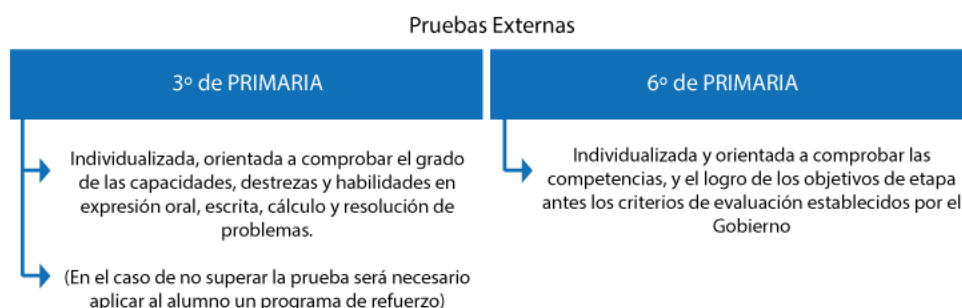 Pruebas Externas
3º de PRIMARIA
Individualizada, orientada a comprobar el grado
de las capacidades, destrezas y habilidades en
expresión oral, escrita, cálculo y resolución de
problemas.
(En el caso de no superar la prueba será necesario
aplicar al alumno un programa de refuerzo)
6º de PRIMARIA
Individualizada y orientada a comprobar las
competencias, y el logro de los objetivos de etapa
antes los criterios de evaluación establecidos por el
Gobierno